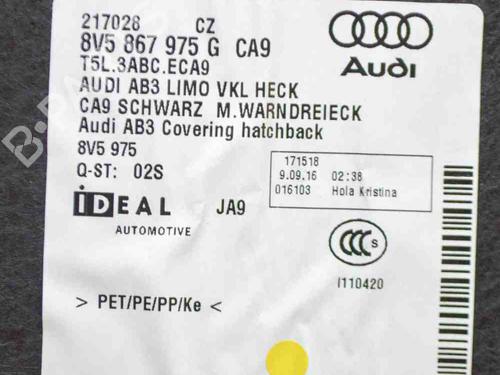 217028 CZ
8V5 867 975 G CA9
T5L.3ABC.ECA9
AUDI AB3 LIMO VKL HECK
CA9 SCHWARZ M.WARNDREIECK
Audi AB3 Covering hatchback
8V5 975
Q-ST: 02S
Audi
171518
9.09.16 02:38
016103 Hola Kristina
iDEAL
AUTOMOTIVE
JA9
CCC S
I110420
> PET/PE/PP/Ke <